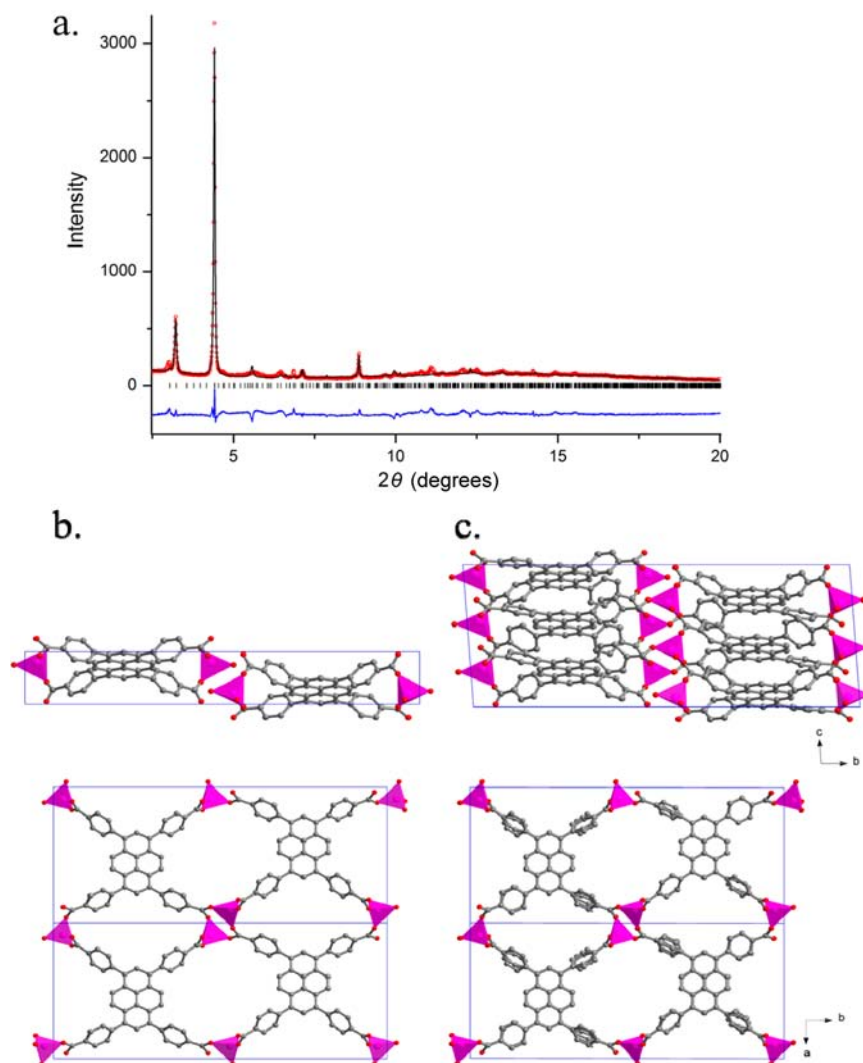 a.
3000
2000
Intensity
1000
0
5 10 15 20
2θ (degrees)
b. c.
c
b
b
a